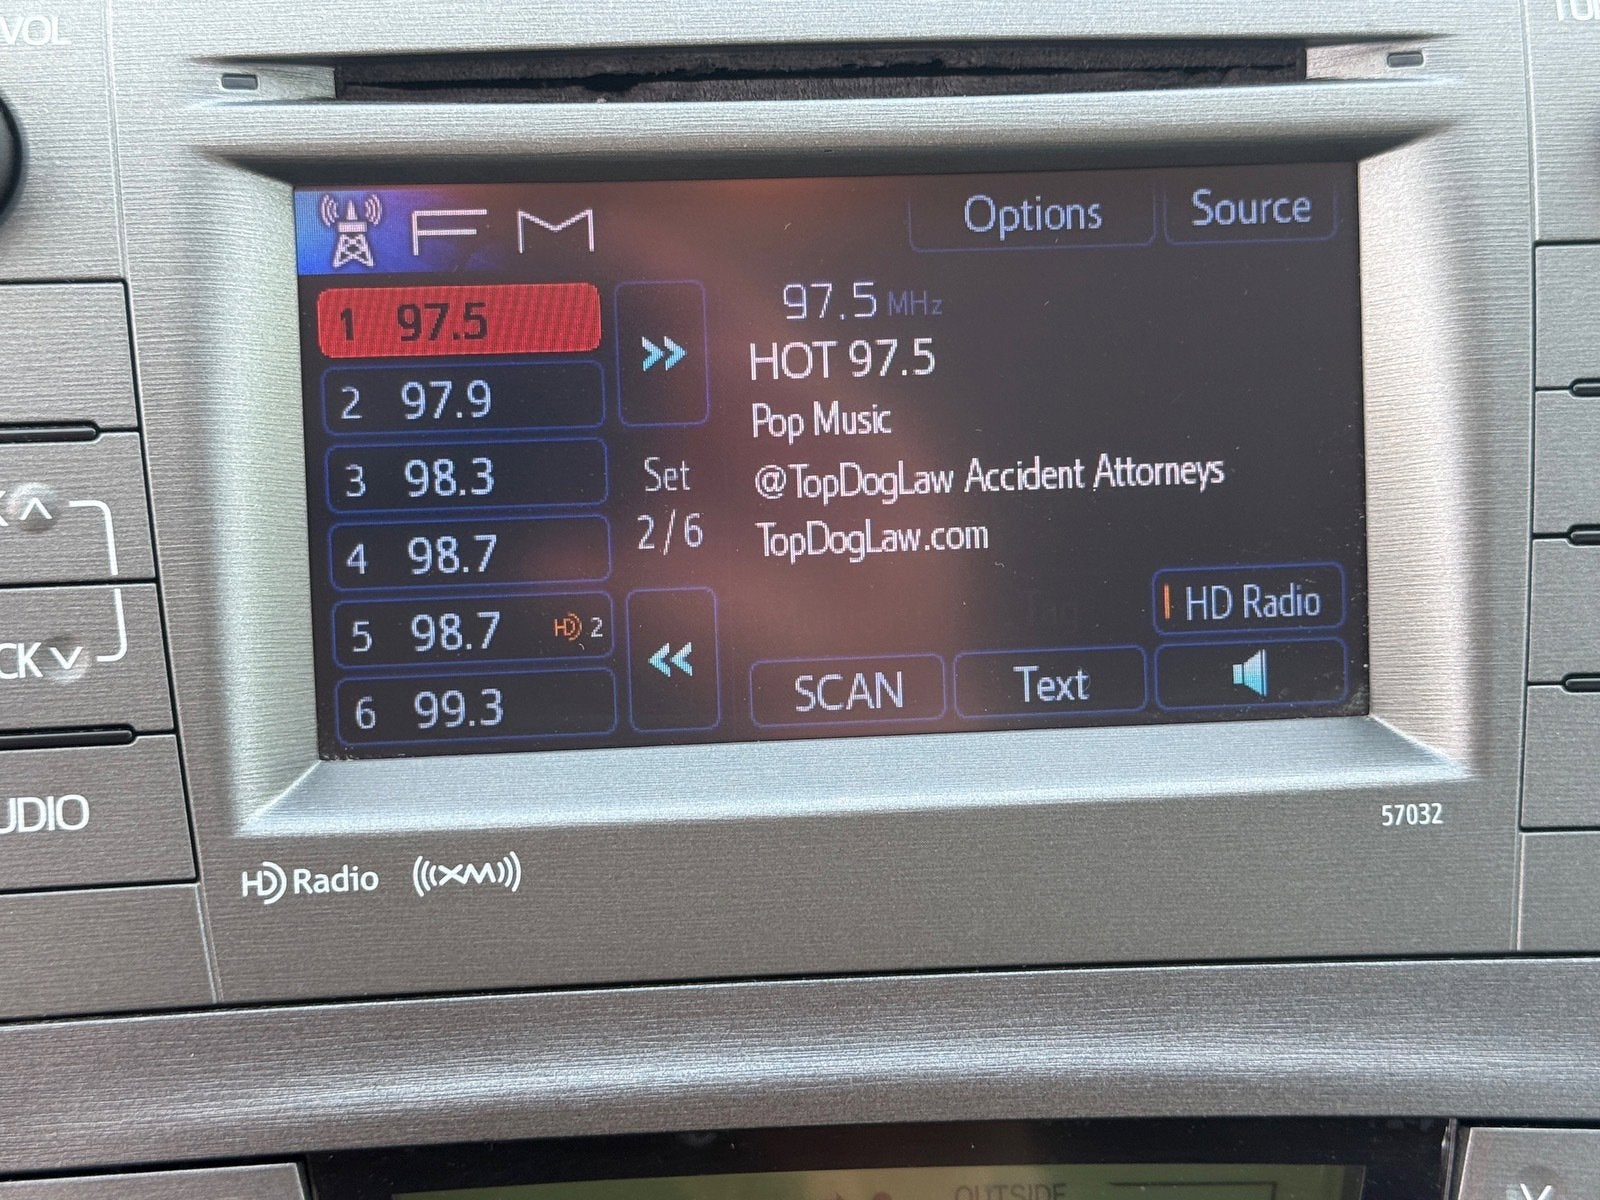 VOL
FM
Options
Source
1 97.5
2 97.9
3 98.3
4 98.7
5 98.7 HD 2
6 99.3
>>
Set
2/6
<<
97.5 MHz
HOT 97.5
Pop Music
@TopDogLaw Accident Attorneys
TopDogLaw.com
HD Radio
SCAN
Text
CK
UDIO
57032
HD Radio
((XM))
OUTSIDE